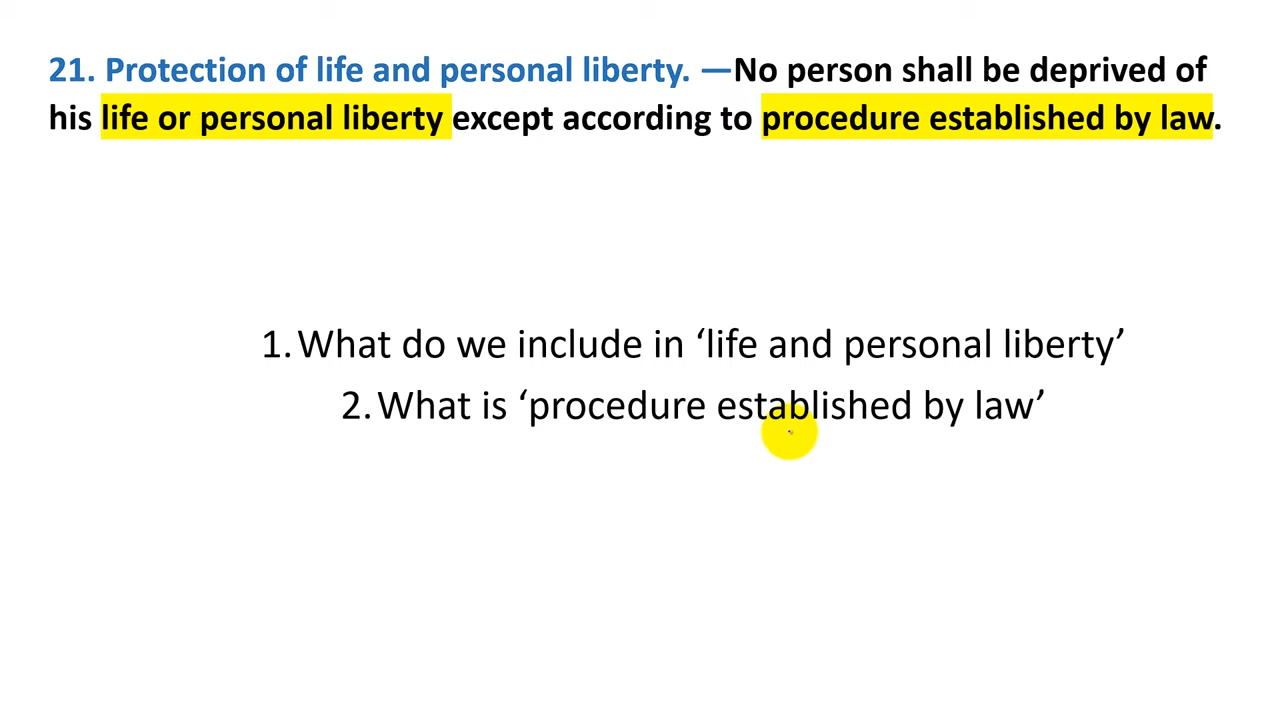 21. Protection of life and personal liberty. —No person shall be deprived of
his life or personal liberty except according to procedure established by law.
1. What do we include in ‘life and personal liberty’
2. What is ‘procedure established by law’